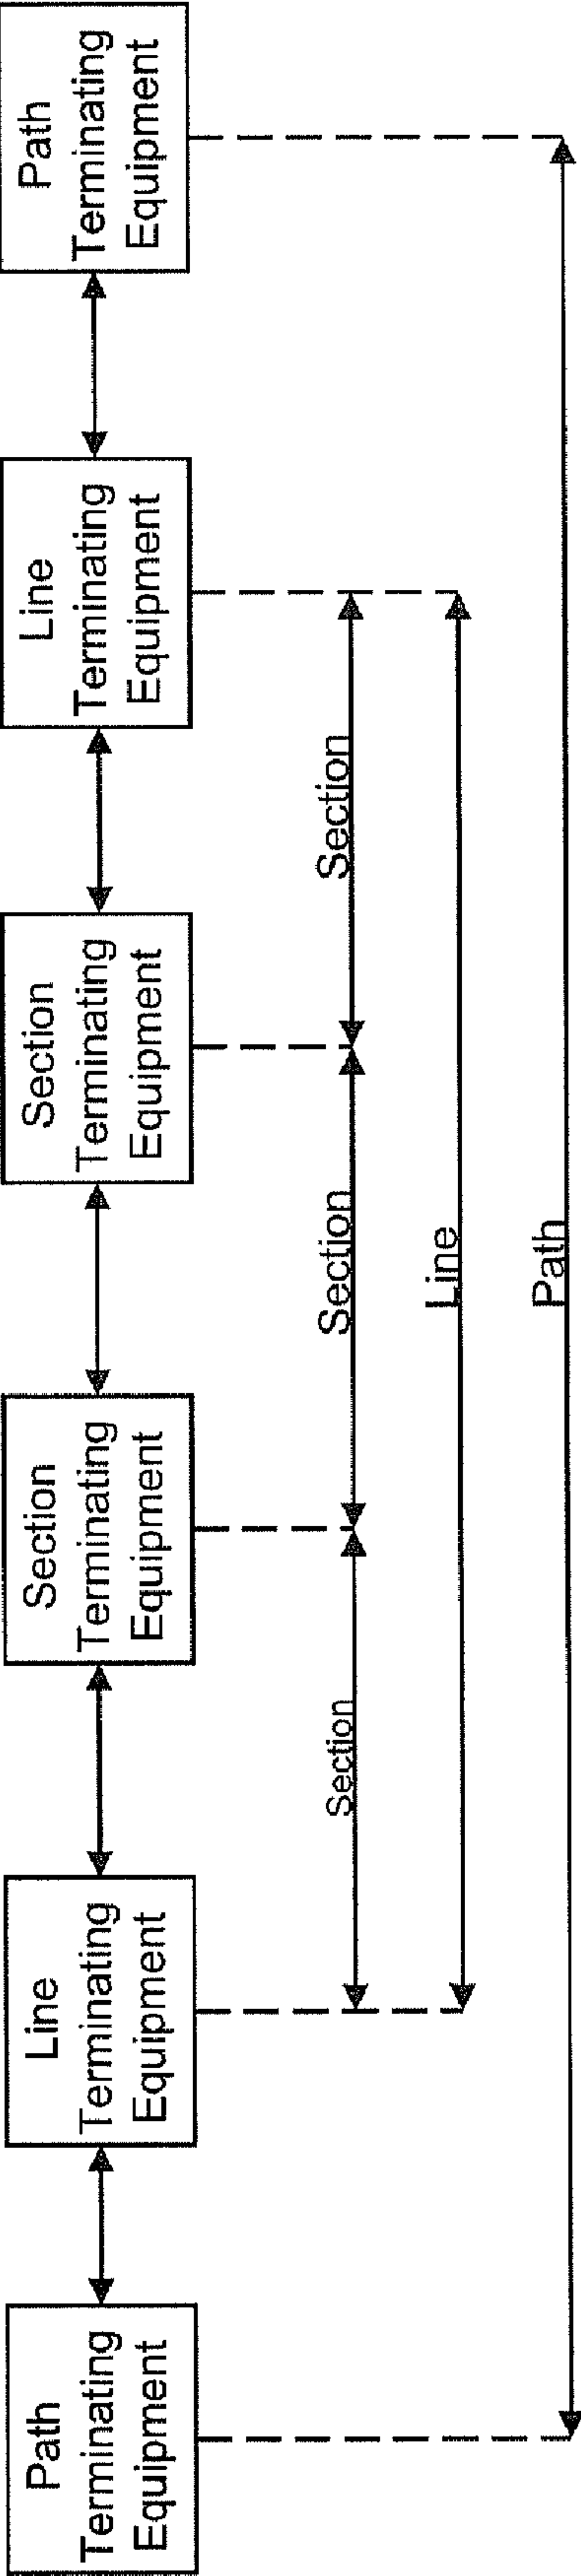 Path
Terminating
Equipment
Line
Terminating
Equipment
Section
Terminating
Equipment
Section
Terminating
Equipment
Line
Terminating
Equipment
Path
Terminating
Equipment
Section
Section
Section
Line
Path